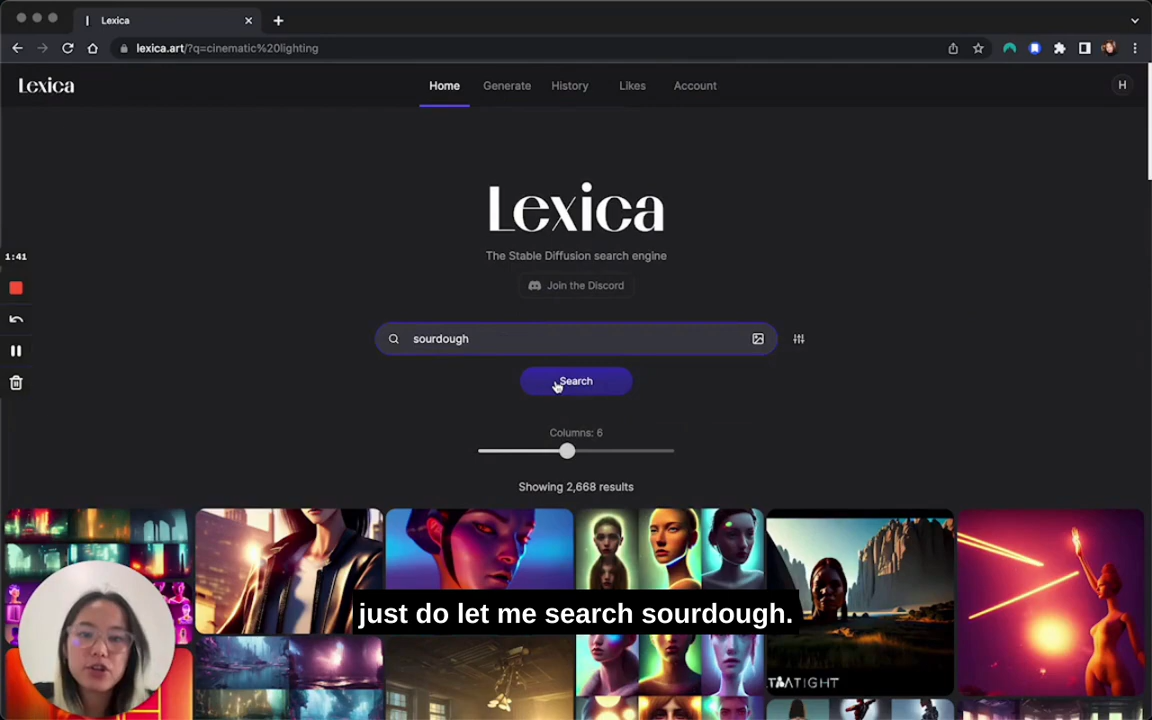 Lexica
lexica.art/?q=cinematic%20lighting
Lexica
Home
Generate
History
Likes
Account
H
Lexica
The Stable Diffusion search engine
Join the Discord
1:41
sourdough
Search
Columns: 6
Showing 2,668 results
just do let me search sourdough.